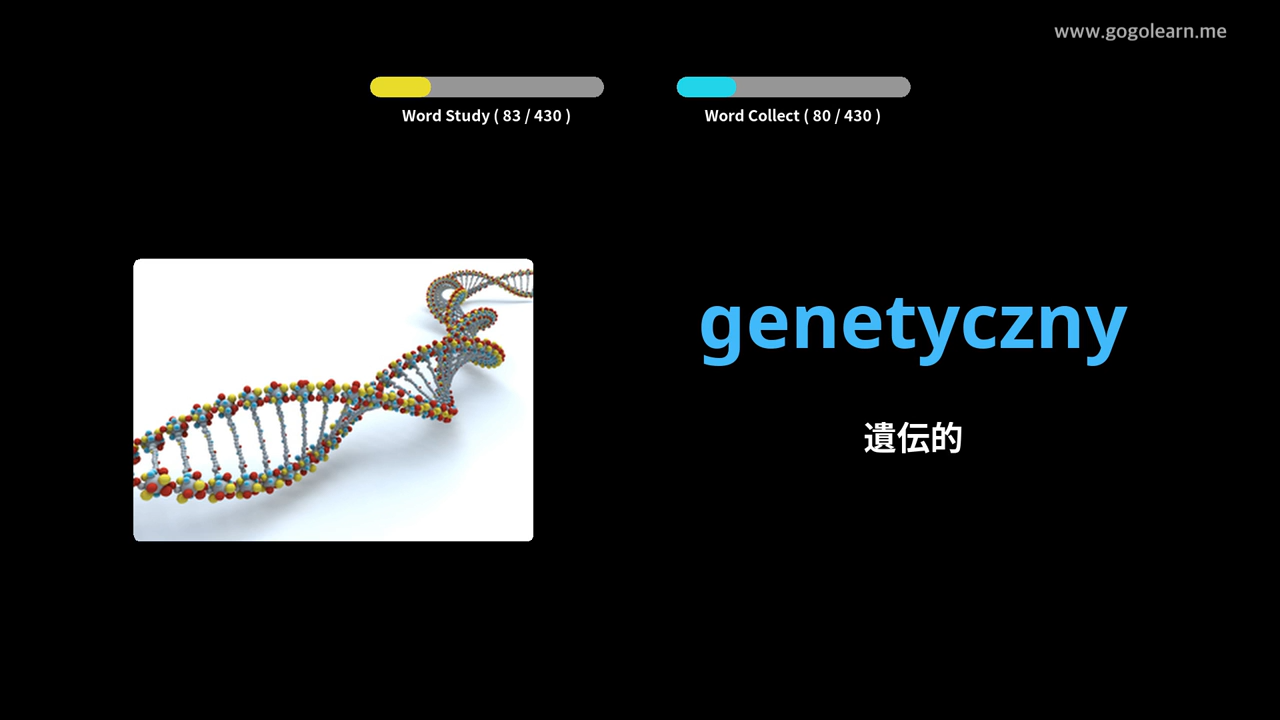 www.gogolearn.me
Word Study ( 83 / 430 )
Word Collect ( 80 / 430 )
genetyczny
遺伝的